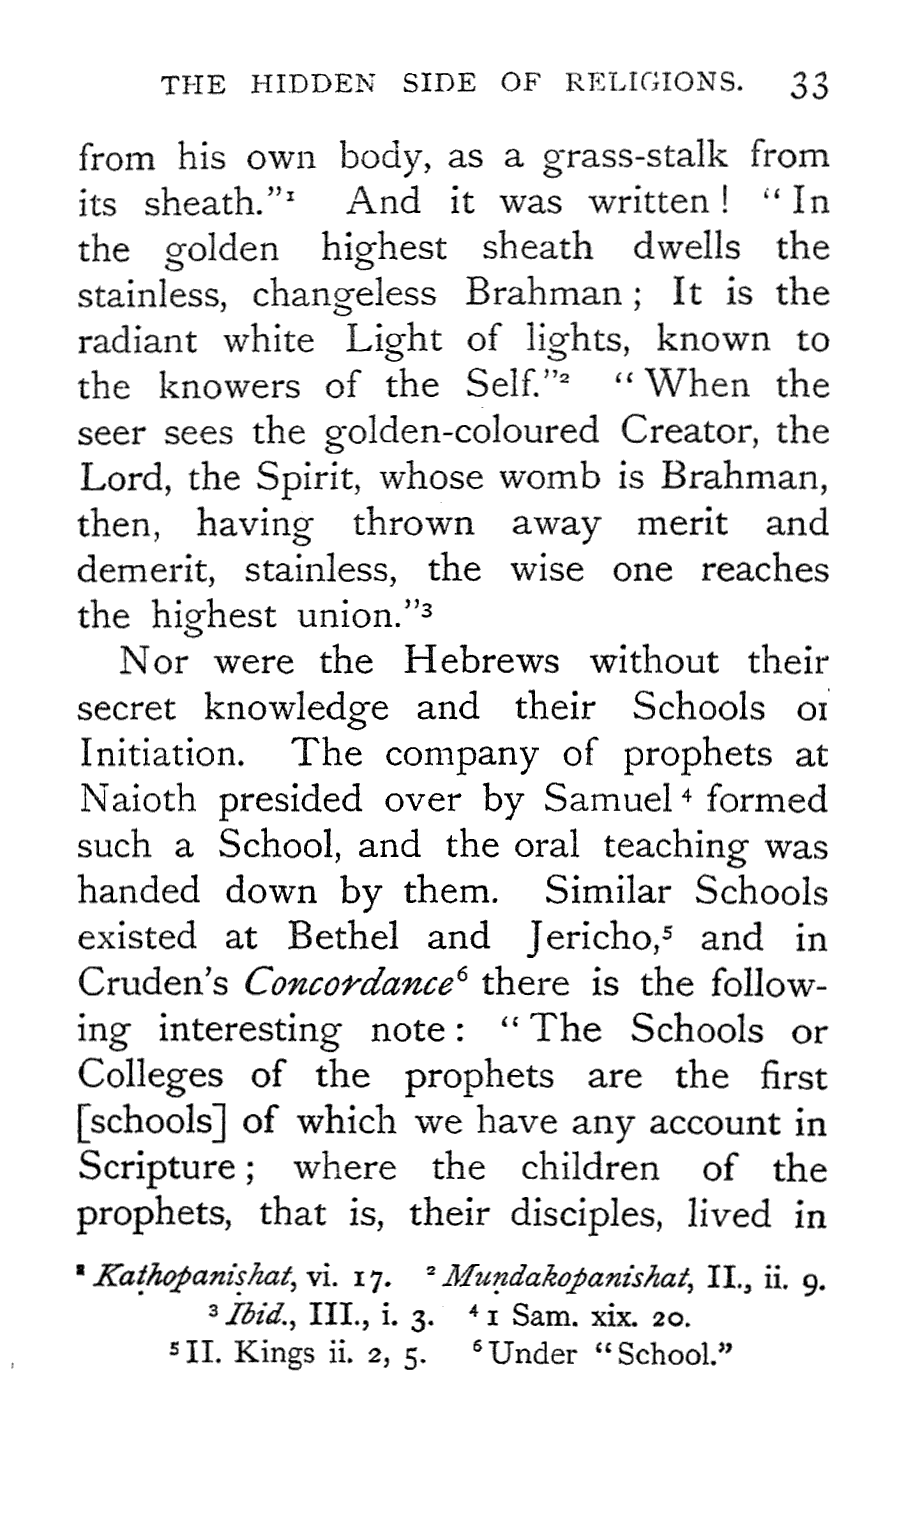 THE HIDDEN SIDE OF RELIGIONS. 33
from his own body, as a grass-stalk from
its sheath."¹ And it was written! "In
the golden highest sheath dwells the
stainless, changeless Brahman; It is the
radiant white Light of lights, known to
the knowers of the Self."² "When the
seer sees the golden-coloured Creator, the
Lord, the Spirit, whose womb is Brahman,
then, having thrown away merit and
demerit, stainless, the wise one reaches
the highest union."³
Nor were the Hebrews without their
secret knowledge and their Schools of
Initiation. The company of prophets at
Naioth presided over by Samuel⁴ formed
such a School, and the oral teaching was
handed down by them. Similar Schools
existed at Bethel and Jericho,⁵ and in
Cruden's Concordance⁶ there is the follow-
ing interesting note: "The Schools or
Colleges of the prophets are the first
[schools] of which we have any account in
Scripture; where the children of the
prophets, that is, their disciples, lived in
¹ Kaṭhopaniṣhat, vi. 17. ² Muṇḍakopanishat, II., ii. 9.
³ Ibid., III., i. 3. ⁴ 1 Sam. xix. 20.
⁵ II. Kings ii. 2, 5. ⁶ Under "School."